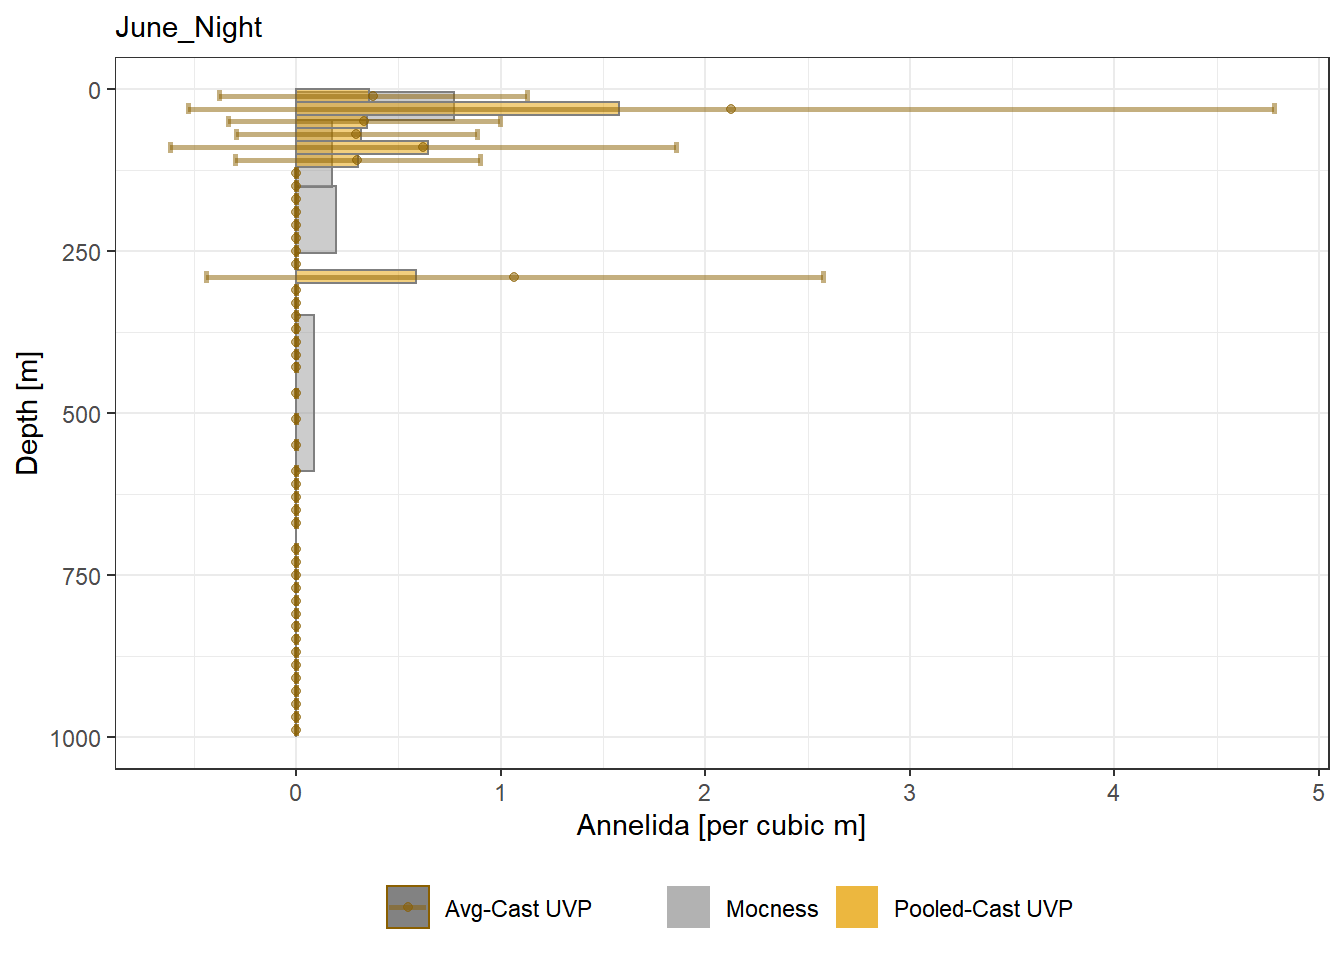 June_Night
0
250
500
750
1000
Depth [m]
0 1 2 3 4 5
Annelida [per cubic m]
Avg-Cast UVP Mocness Pooled-Cast UVP